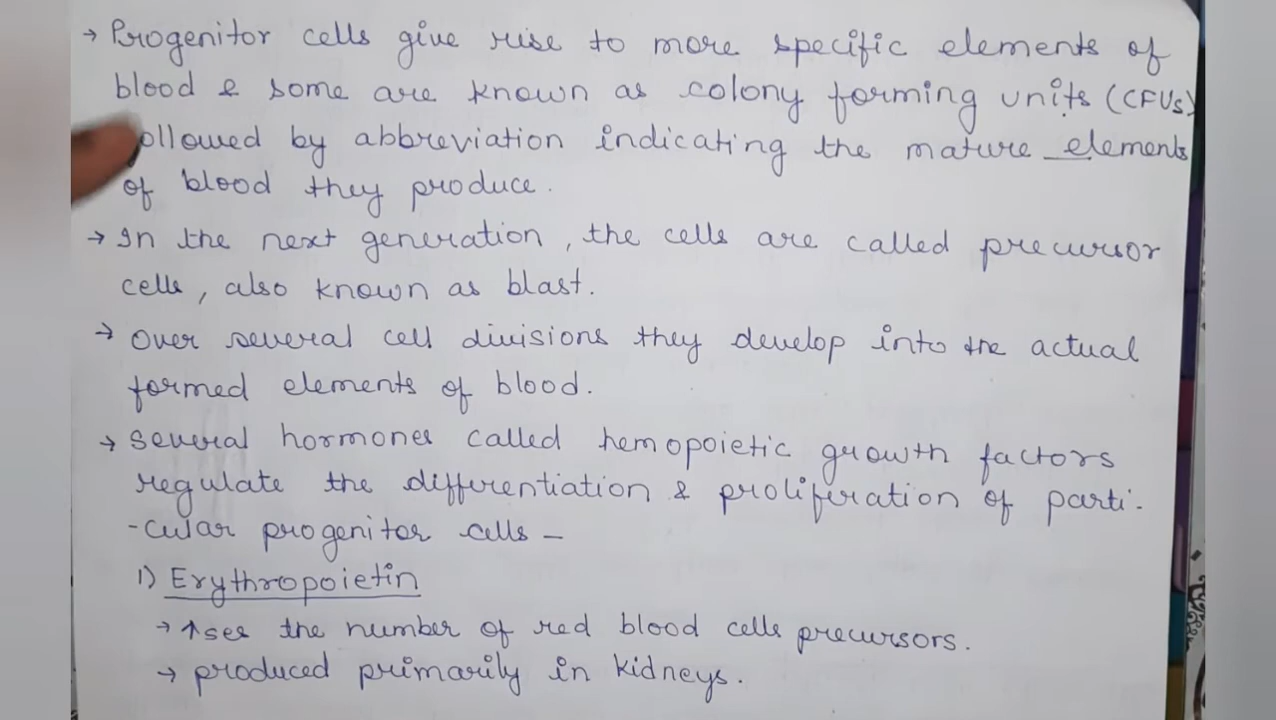 → Progenitor cells give rise to more specific elements of
blood & some are known as colony forming units (CFUs)
ollowed by abbreviation indicating the mature elements
of blood they produce.
→ In the next generation, the cells are called precursor
cells, also known as blast.
→ Over several cell divisions they develop into the actual
formed elements of blood.
→ Several hormones called hemopoietic growth factors
regulate the differentiation & proliferation of parti-
-cular progenitor cells –
1) Erythropoietin
→ ↑ses the number of red blood cells precursors.
→ produced primarily in kidneys.